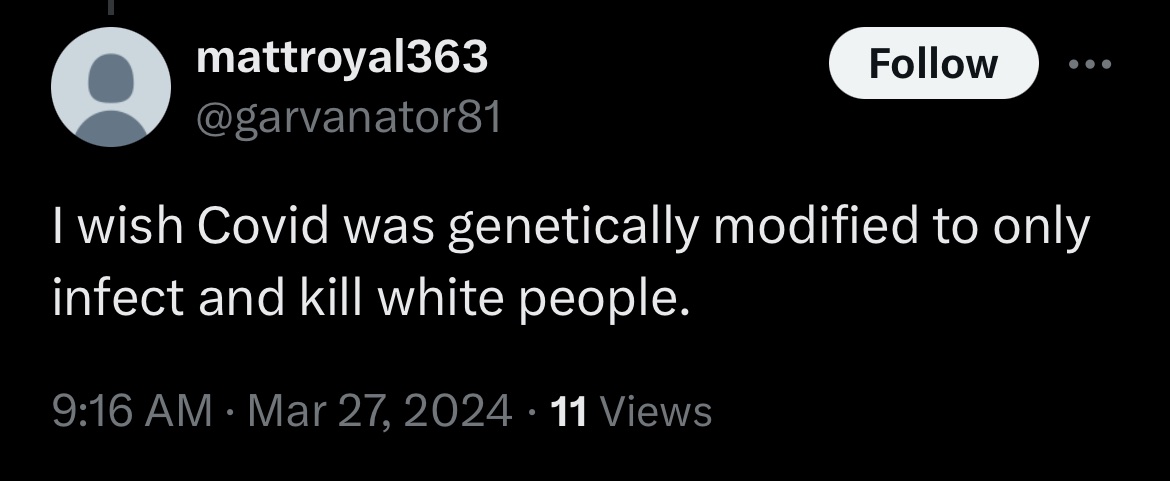 mattroyal363
Follow
@garvanator81
I wish Covid was genetically modified to only
infect and kill white people.
9:16 AM · Mar 27, 2024 · 11 Views